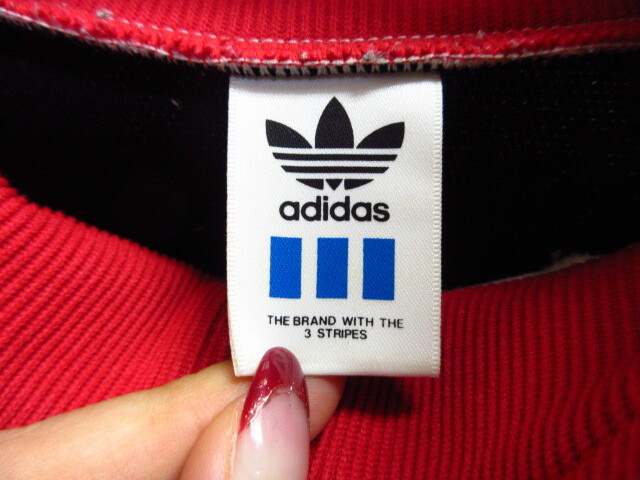 adidas
THE BRAND WITH THE
3 STRIPES